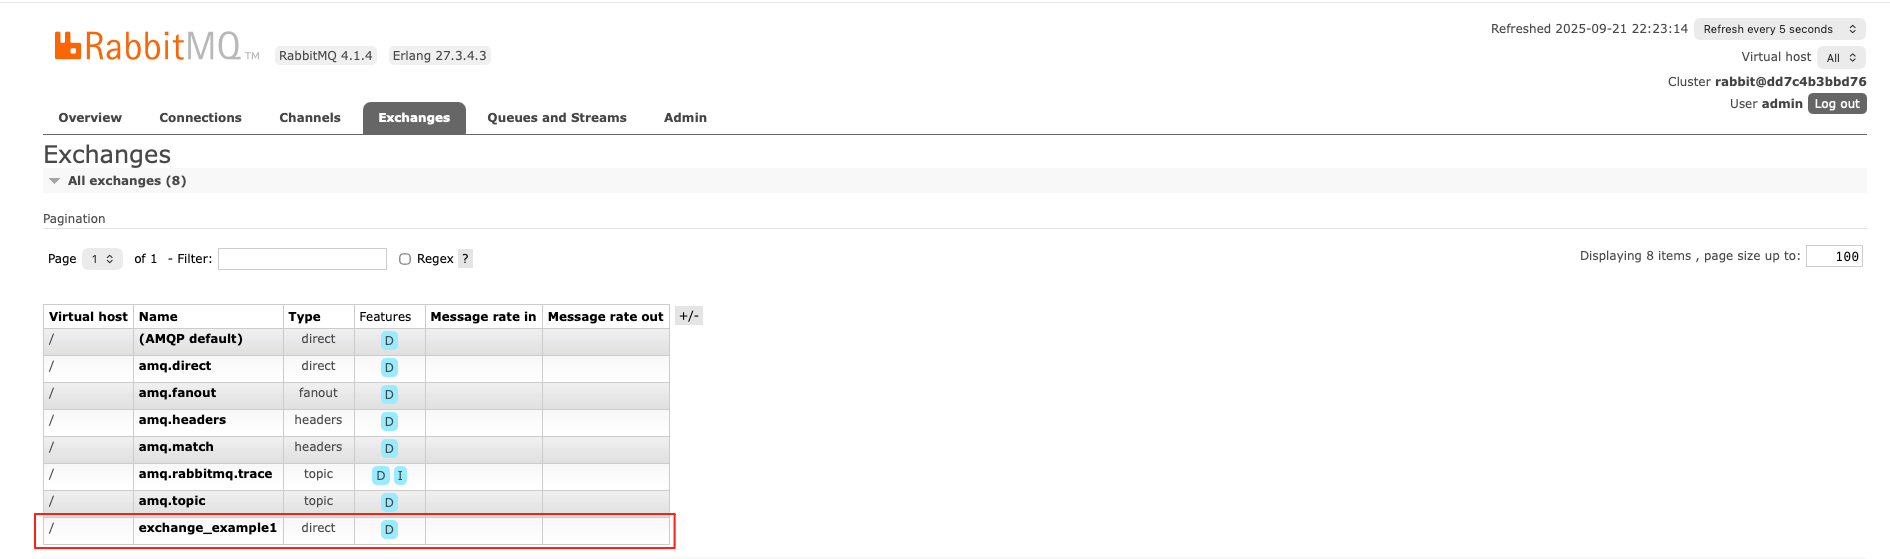 Refreshed 2025-09-21 22:23:14 Refresh every 5 seconds
RabbitMQ TM RabbitMQ 4.1.4 Erlang 27.3.4.3
Virtual host All
Cluster rabbit@dd7c4b3bbd76
User admin Log out
Overview Connections Channels Exchanges Queues and Streams Admin
Exchanges
All exchanges (8)
Pagination
Page 1 of 1 - Filter: Regex ? Displaying 8 items , page size up to: 100
Virtual host Name Type Features Message rate in Message rate out +/-
/ (AMQP default) direct D
/ amq.direct direct D
/ amq.fanout fanout D
/ amq.headers headers D
/ amq.match headers D
/ amq.rabbitmq.trace topic D I
/ amq.topic topic D
/ exchange_example1 direct D